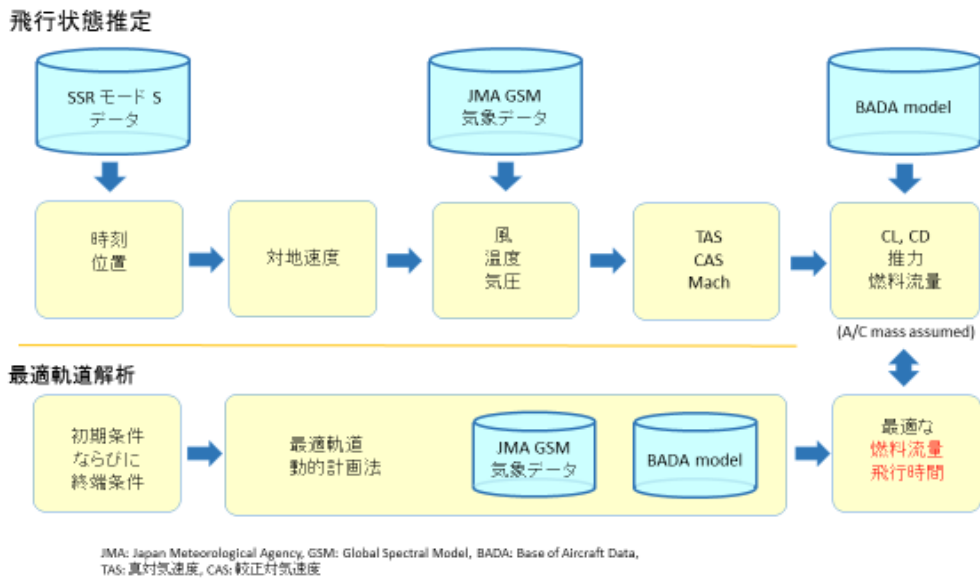 飛行状態推定
SSR モード S
データ
JMA GSM
気象データ
BADA model
時刻
位置
対地速度
風
温度
気圧
TAS
CAS
Mach
CL, CD
推力
燃料流量
(A/C mass assumed)
最適軌道解析
初期条件
ならびに
終端条件
最適軌道
動的計画法
JMA GSM
気象データ
BADA model
最適な
燃料流量
飛行時間
JMA: Japan Meteorological Agency, GSM: Global Spectral Model, BADA: Base of Aircraft Data,
TAS: 真対気速度, CAS: 較正対気速度